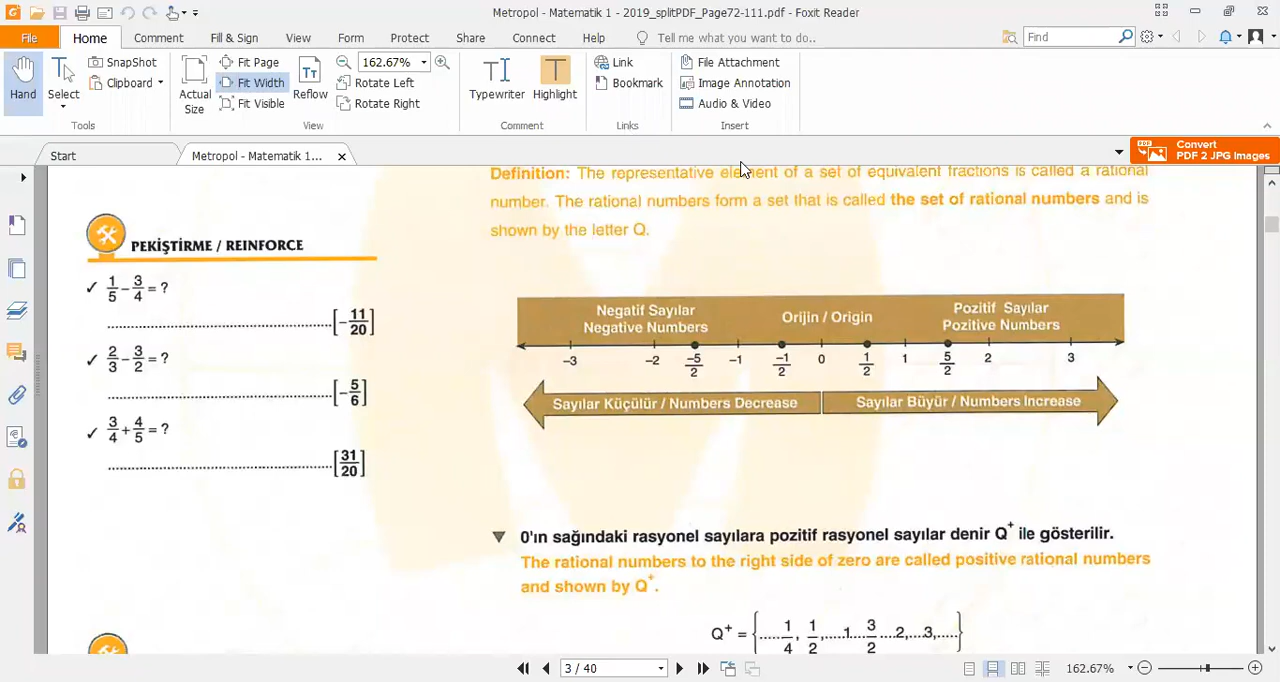 Metropol - Matematik 1 - 2019_splitPDF_Page72-111.pdf - Foxit Reader
File Home Comment Fill & Sign View Form Protect Share Connect Help Tell me what you want to do.. Find
Hand
Select
SnapShot
Clipboard
Tools
Actual Size
Fit Page
Fit Width
Fit Visible
Reflow
162.67%
Rotate Left
Rotate Right
View
Typewriter
Highlight
Comment
Link
Bookmark
Links
File Attachment
Image Annotation
Audio & Video
Insert
Start
Metropol - Matematik 1...
Convert
PDF 2 JPG Images
PEKİŞTİRME / REINFORCE
✓ 1/5 - 3/4 = ?
[-11/20]
✓ 2/3 - 3/2 = ?
[-5/6]
✓ 3/4 + 4/5 = ?
[31/20]
Definition: The representative element of a set of equivalent fractions is called a rational
number. The rational numbers form a set that is called the set of rational numbers and is
shown by the letter Q.
Negatif Sayılar
Negative Numbers
Orijin / Origin
Pozitif Sayılar
Pozitive Numbers
-3 -2 -5/2 -1 -1/2 0 1/2 1 5/2 2 3
Sayılar Küçülür / Numbers Decrease
Sayılar Büyür / Numbers Increase
▼ 0'ın sağındaki rasyonel sayılara pozitif rasyonel sayılar denir Q⁺ ile gösterilir.
The rational numbers to the right side of zero are called positive rational numbers
and shown by Q⁺.
Q⁺ = {.....1/4, 1/2,....1....3/2....2,...3,....}
3 / 40
162.67%